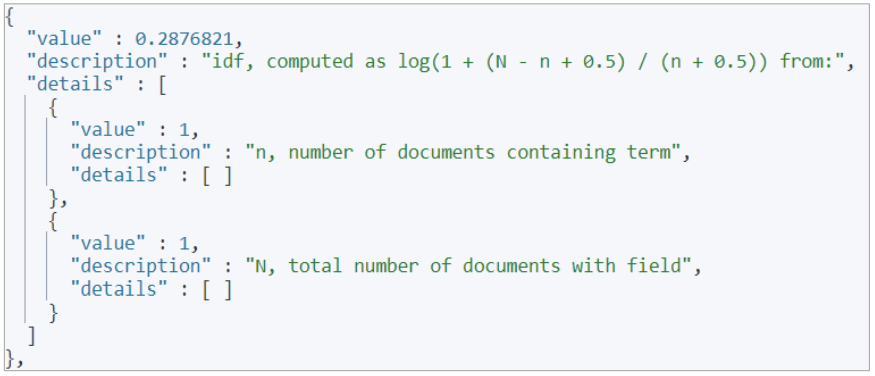 {
  "value" : 0.2876821,
  "description" : "idf, computed as log(1 + (N - n + 0.5) / (n + 0.5)) from:",
  "details" : [
    {
      "value" : 1,
      "description" : "n, number of documents containing term",
      "details" : [ ]
    },
    {
      "value" : 1,
      "description" : "N, total number of documents with field",
      "details" : [ ]
    }
  ]
},